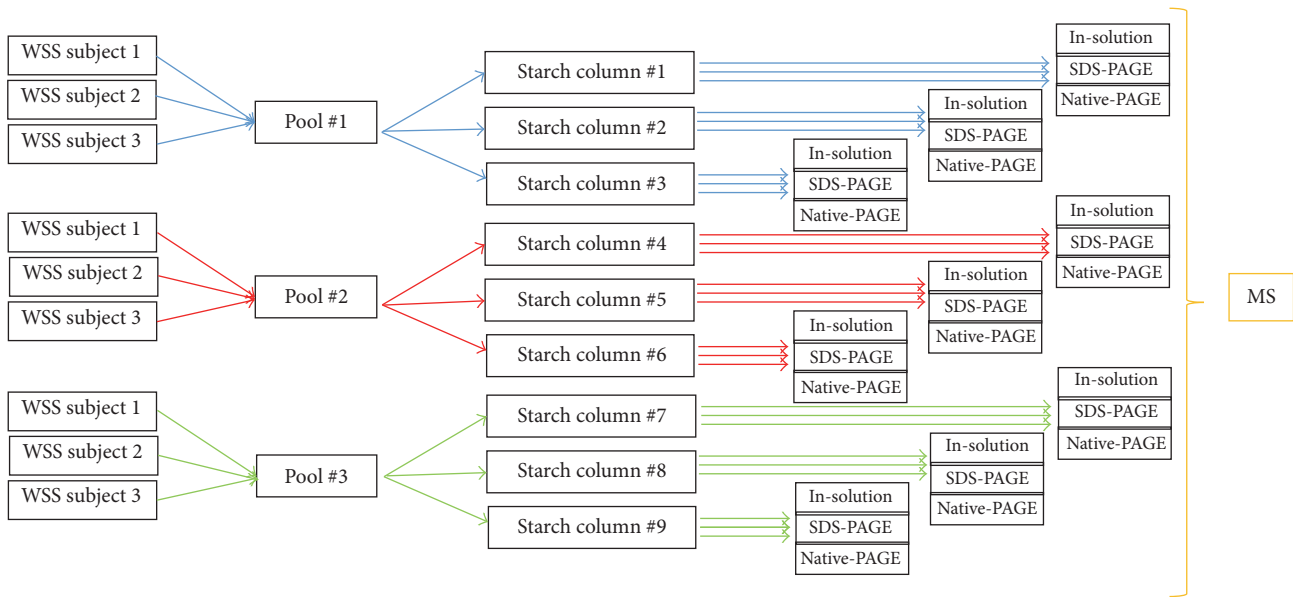 WSS subject 1
WSS subject 2
WSS subject 3
Pool #1
Starch column #1
Starch column #2
Starch column #3
In-solution
SDS-PAGE
Native-PAGE
In-solution
SDS-PAGE
Native-PAGE
In-solution
SDS-PAGE
Native-PAGE
WSS subject 1
WSS subject 2
WSS subject 3
Pool #2
Starch column #4
Starch column #5
Starch column #6
In-solution
SDS-PAGE
Native-PAGE
In-solution
SDS-PAGE
Native-PAGE
In-solution
SDS-PAGE
Native-PAGE
WSS subject 1
WSS subject 2
WSS subject 3
Pool #3
Starch column #7
Starch column #8
Starch column #9
In-solution
SDS-PAGE
Native-PAGE
In-solution
SDS-PAGE
Native-PAGE
In-solution
SDS-PAGE
Native-PAGE
MS